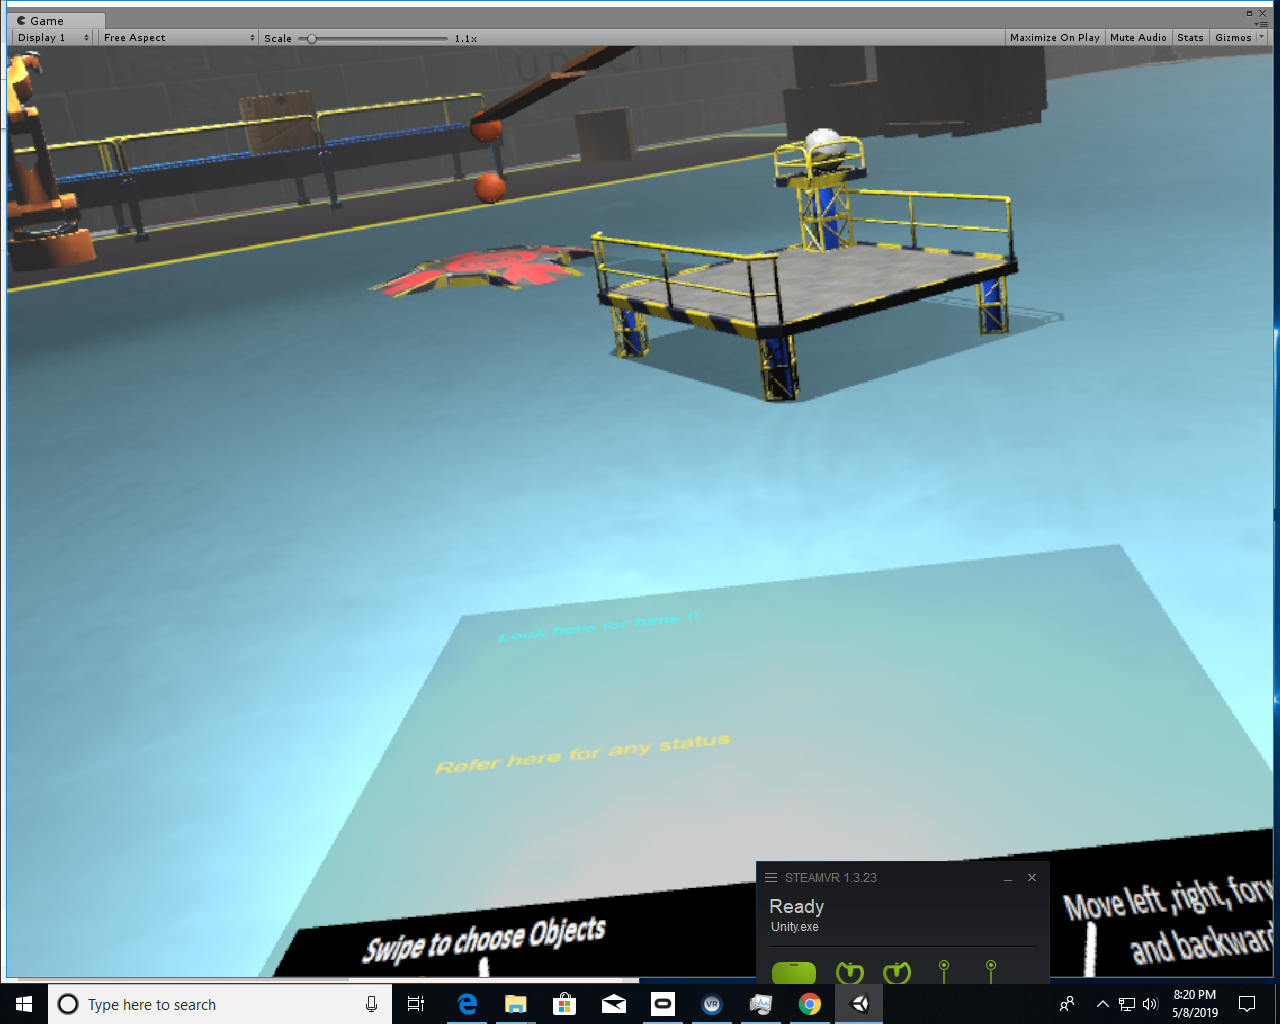 Game
Display 1
Free Aspect
Scale
1.1x
Maximize On Play
Mute Audio
Stats
Gizmos
Look here for hints !!
Refer here for any status
Swipe to choose Objects
Move left ,right, forw
and backward
STEAMVR 1.3.23
Ready
Unity.exe
Type here to search
VR
8:20 PM
5/8/2019